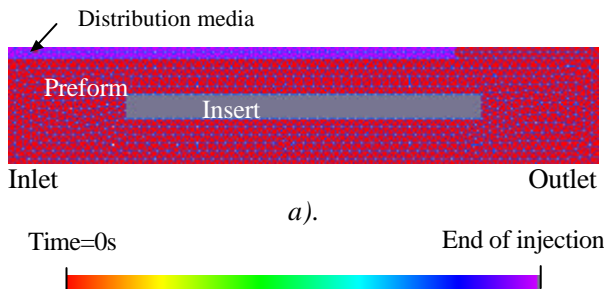 Distribution media
Preform
Insert
Inlet Outlet
a).
Time=0s End of injection